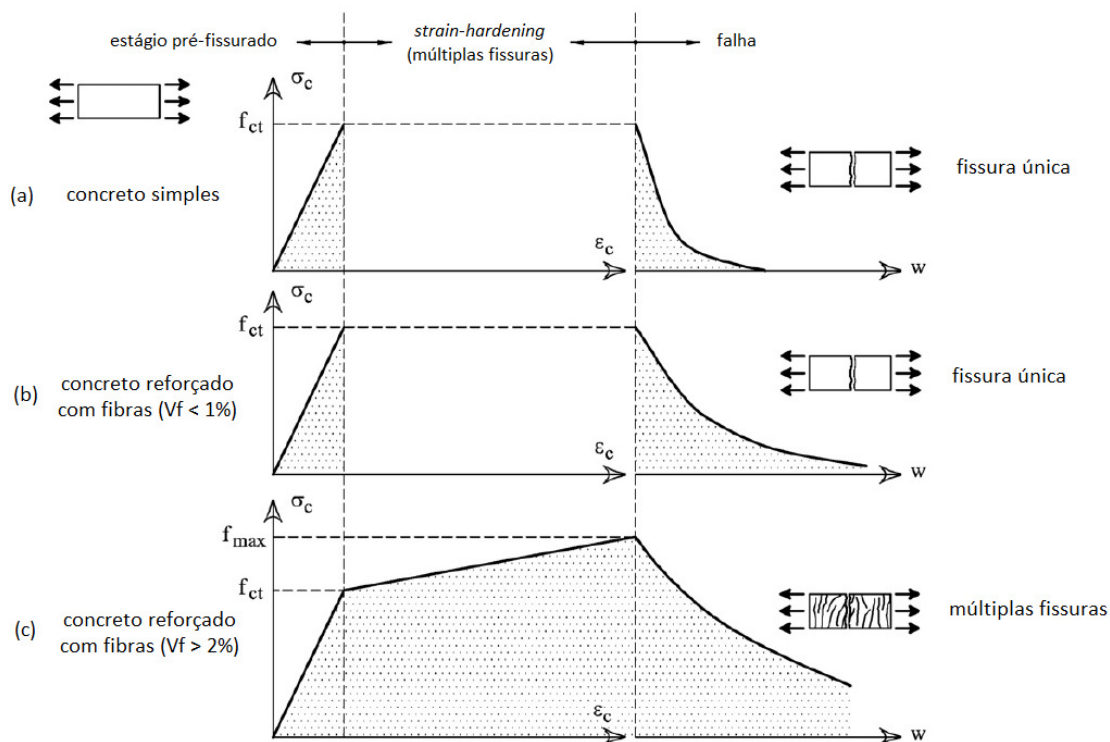 estágio pré-fissurado
strain-hardening
(múltiplas fissuras)
falha
σc
fct
(a)
concreto simples
εc
w
fissura única
σc
fct
(b)
concreto reforçado
com fibras (Vf < 1%)
εc
w
fissura única
σc
fmax
fct
(c)
concreto reforçado
com fibras (Vf > 2%)
εc
w
múltiplas fissuras